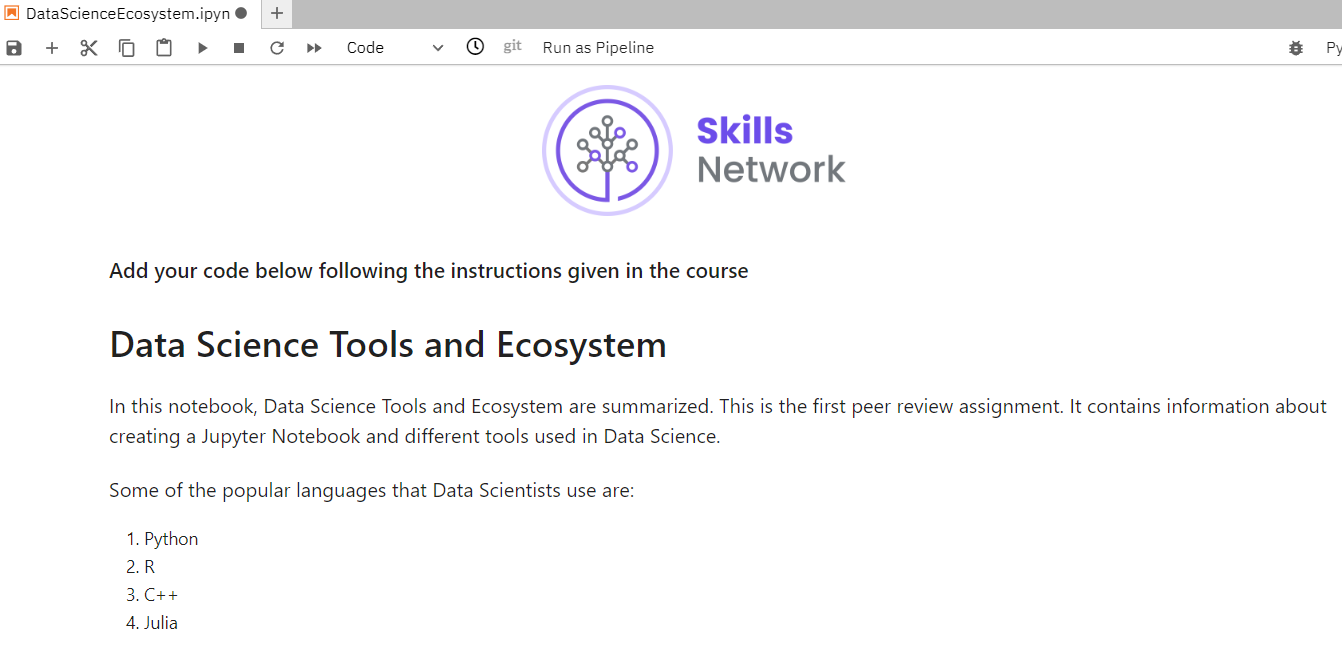 DataScienceEcosystem.ipyn
Code git Run as Pipeline Py
Skills
Network
Add your code below following the instructions given in the course
Data Science Tools and Ecosystem
In this notebook, Data Science Tools and Ecosystem are summarized. This is the first peer review assignment. It contains information about
creating a Jupyter Notebook and different tools used in Data Science.
Some of the popular languages that Data Scientists use are:
1. Python
2. R
3. C++
4. Julia